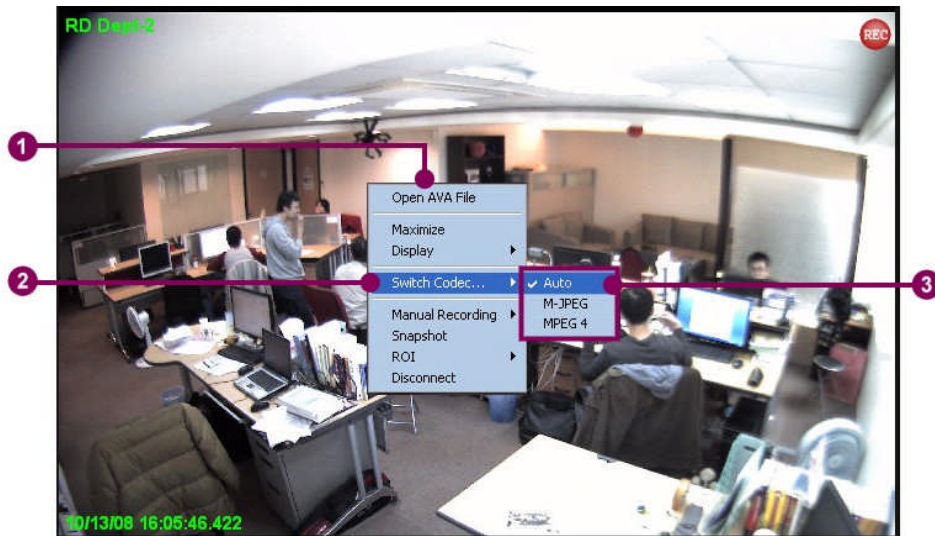 RD Dept-2
REC
1
Open AVA File
Maximize
Display
2
Switch Codec...
Auto
3
M-JPEG
MPEG 4
Manual Recording
Snapshot
ROI
Disconnect
10/13/08 16:05:46.422